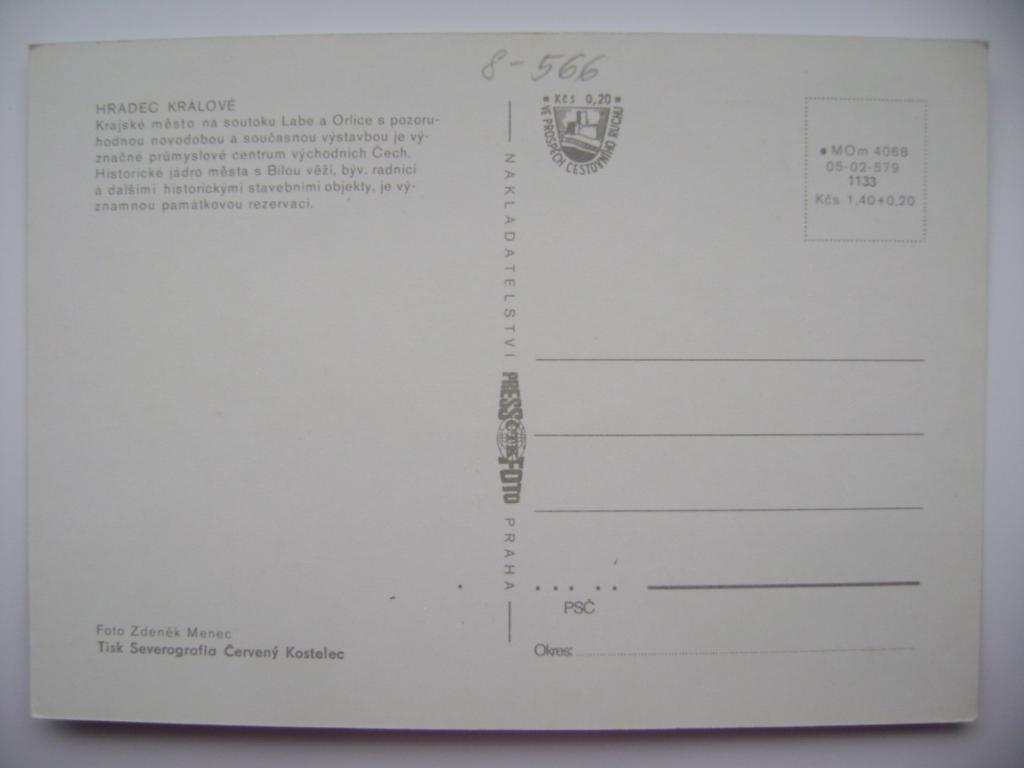 8-566
HRADEC KRÁLOVÉ
Krajské město na soutoku Labe a Orlice s pozoru-
hodnou novodobou a současnou výstavbou je vý-
značné průmyslové centrum východních Čech.
Historické jádro města s Bílou věží, býv. radnicí
a dalšími historickými stavebními objekty, je vý-
znamnou památkovou rezervací.
Foto Zdeněk Menec
Tisk Severografia Červený Kostelec
NAKLADATELSTVÍ PRESSFOTO PRAHA
ČTK
Kčs 0,20
VE PROSPĚCH CESTOVNÍHO RUCHU
MOm 4068
05-02-579
1133
Kčs 1,40+0,20
PSČ
Okres: